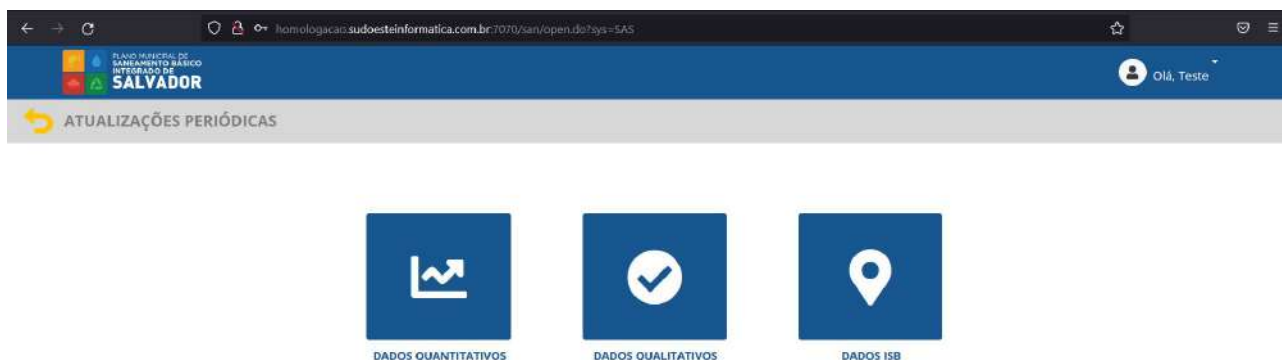 homologacao.sudoesteinformatica.com.br:7070/san/open.do?sys=SAS
PLANO MUNICIPAL DE
SANEAMENTO BÁSICO
INTEGRADO DE
SALVADOR
Olá, Teste
ATUALIZAÇÕES PERIÓDICAS
DADOS QUANTITATIVOS
DADOS QUALITATIVOS
DADOS ISB